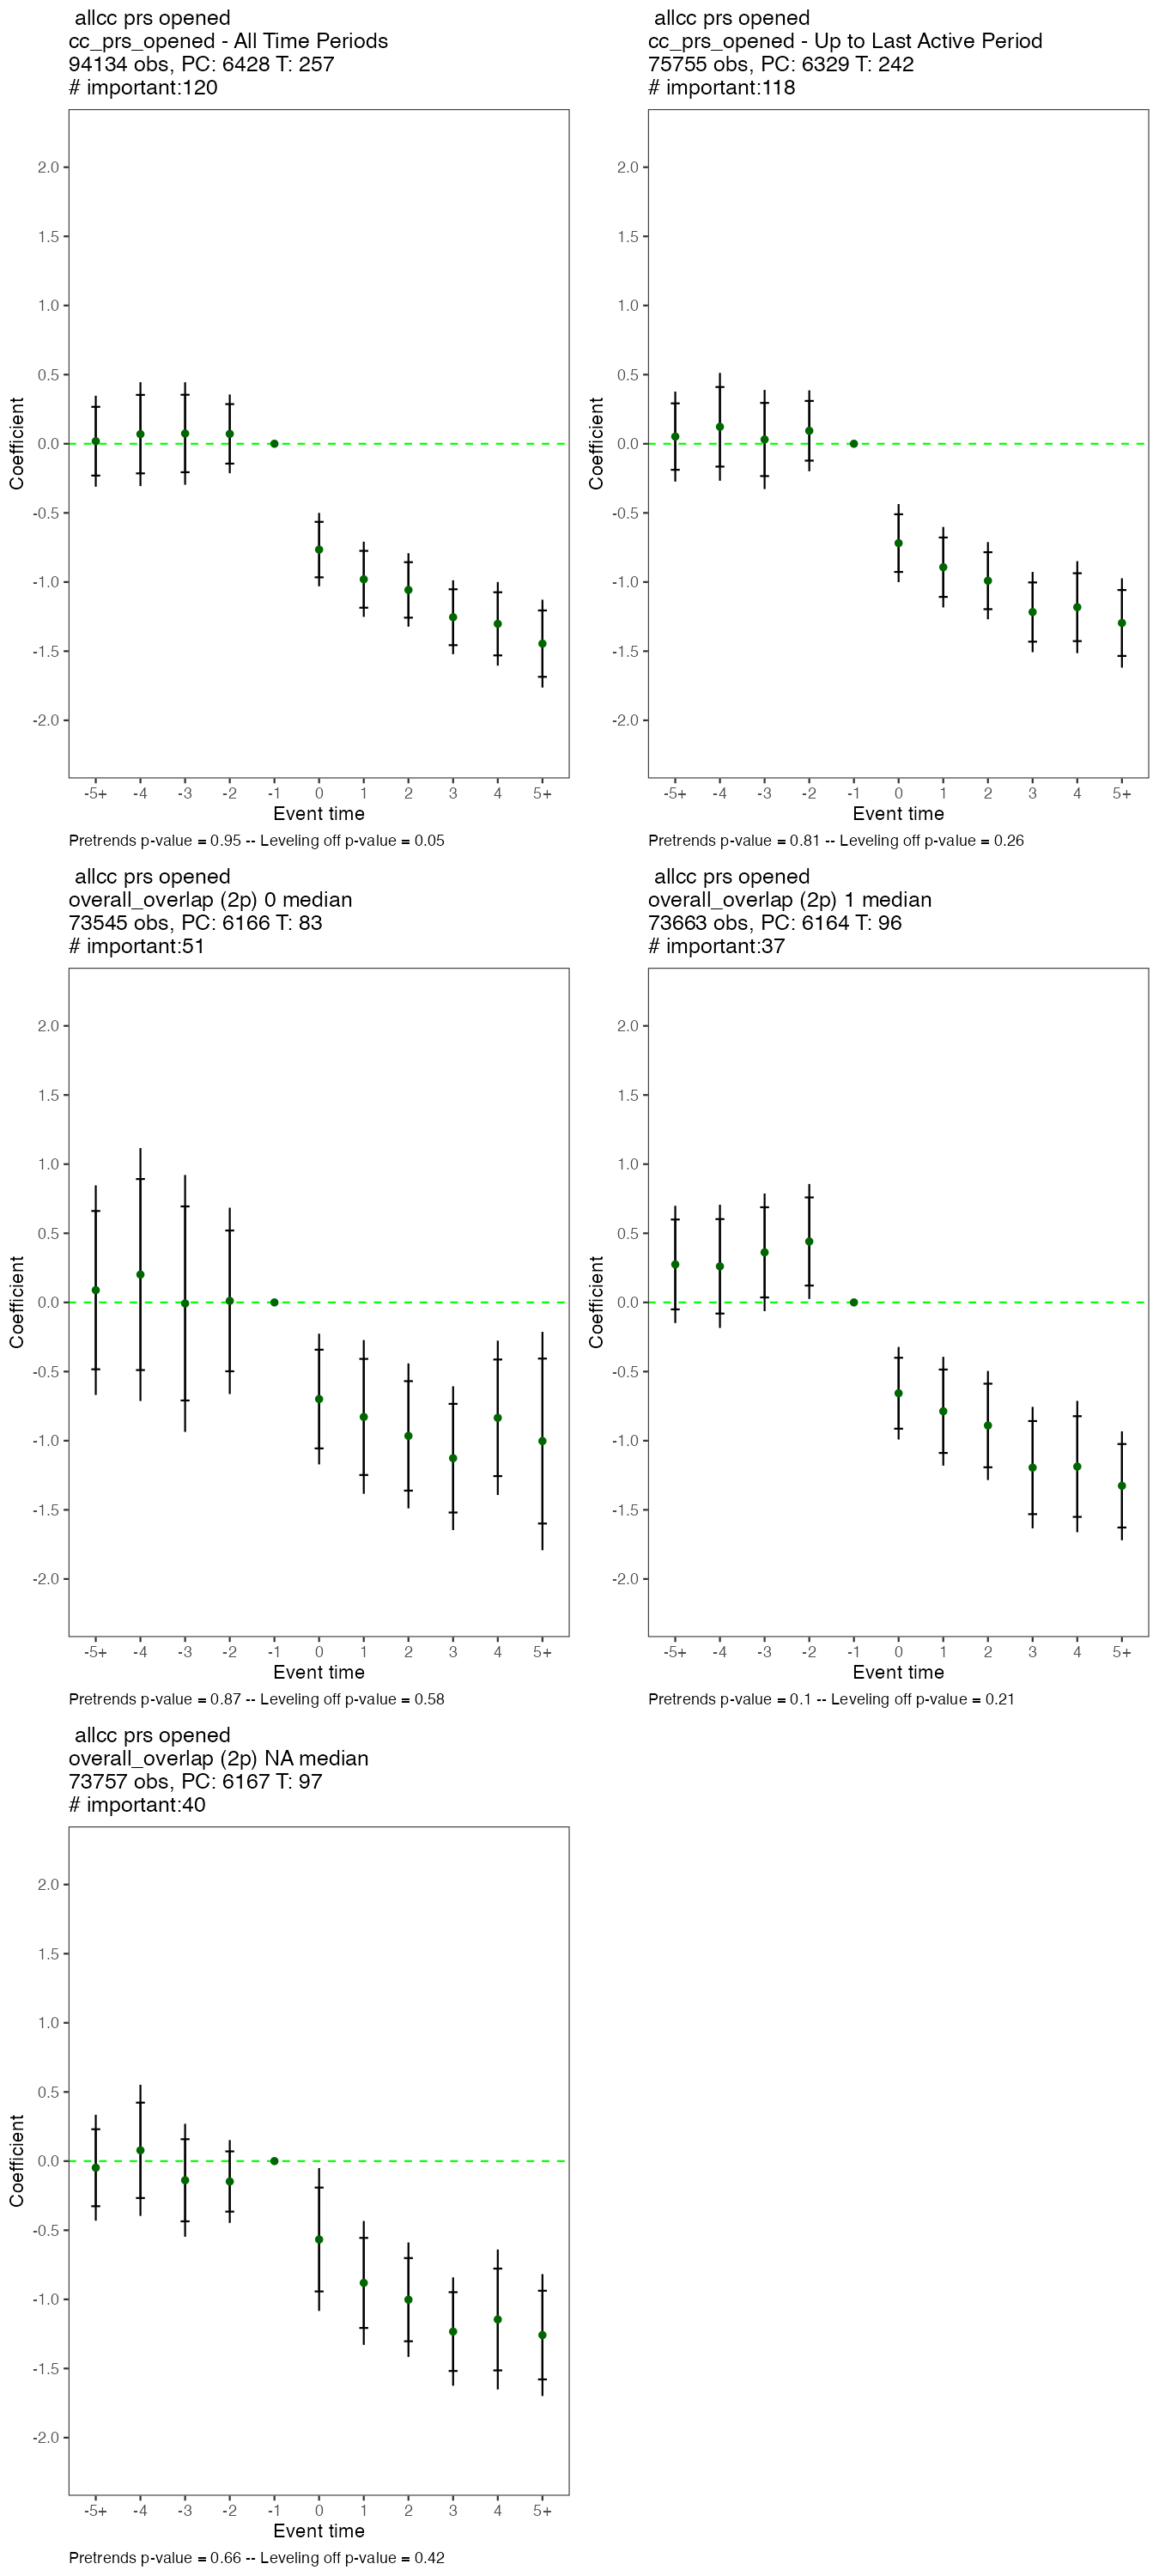 allcc prs opened
cc_prs_opened - All Time Periods
94134 obs, PC: 6428 T: 257
# important:120
2.0
1.5
1.0
0.5
0.0
-0.5
-1.0
-1.5
-2.0
Coefficient
-5+ -4 -3 -2 -1 0 1 2 3 4 5+
Event time
Pretrends p-value = 0.95 -- Leveling off p-value = 0.05
allcc prs opened
cc_prs_opened - Up to Last Active Period
75755 obs, PC: 6329 T: 242
# important:118
2.0
1.5
1.0
0.5
0.0
-0.5
-1.0
-1.5
-2.0
Coefficient
-5+ -4 -3 -2 -1 0 1 2 3 4 5+
Event time
Pretrends p-value = 0.81 -- Leveling off p-value = 0.26
allcc prs opened
overall_overlap (2p) 0 median
73545 obs, PC: 6166 T: 83
# important:51
2.0
1.5
1.0
0.5
0.0
-0.5
-1.0
-1.5
-2.0
Coefficient
-5+ -4 -3 -2 -1 0 1 2 3 4 5+
Event time
Pretrends p-value = 0.87 -- Leveling off p-value = 0.58
allcc prs opened
overall_overlap (2p) 1 median
73663 obs, PC: 6164 T: 96
# important:37
2.0
1.5
1.0
0.5
0.0
-0.5
-1.0
-1.5
-2.0
Coefficient
-5+ -4 -3 -2 -1 0 1 2 3 4 5+
Event time
Pretrends p-value = 0.1 -- Leveling off p-value = 0.21
allcc prs opened
overall_overlap (2p) NA median
73757 obs, PC: 6167 T: 97
# important:40
2.0
1.5
1.0
0.5
0.0
-0.5
-1.0
-1.5
-2.0
Coefficient
-5+ -4 -3 -2 -1 0 1 2 3 4 5+
Event time
Pretrends p-value = 0.66 -- Leveling off p-value = 0.42